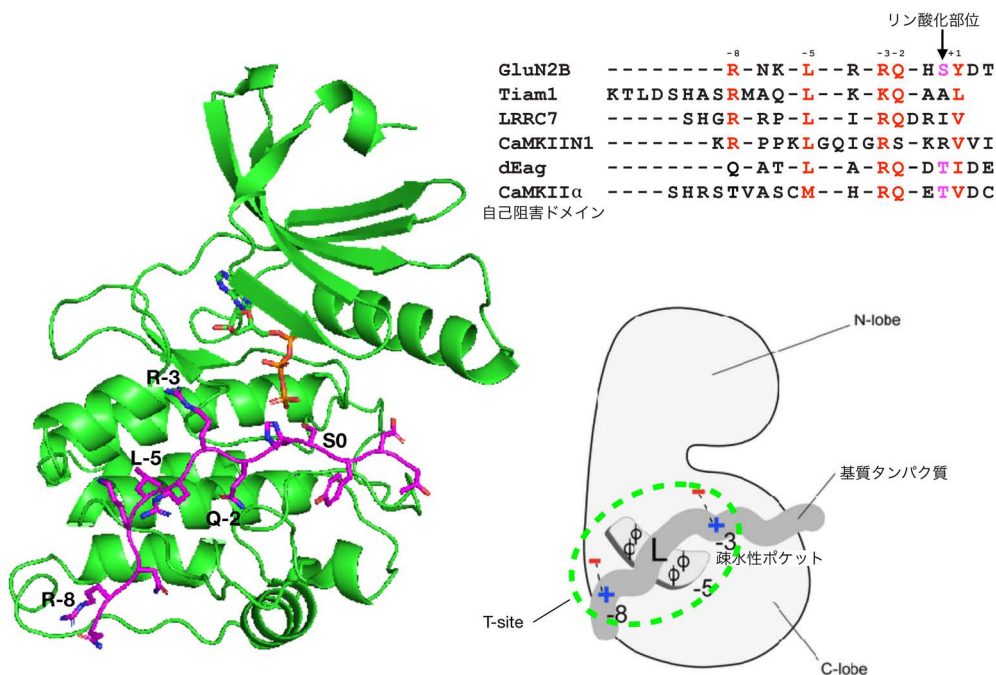 リン酸化部位
-8 -5 -3 -2 +1
GluN2B - - - - - - - - R - NK - L - - R - RQ - HSYDT
Tiam1 KTLDSHASRMAQ - L - - K - KQ - AAL
LRRC7 - - - - - SHGR - RP - L - - I - RQDRIV
CaMKIIN1 - - - - - - - KR - PPKLGQIGRS - KRVVI
dEag - - - - - - - - Q - AT - L - - A - RQ - DTIDE
CaMKIIα - - - - SHRSTVASCM - - H - RQ - ETVDC
自己阻害ドメイン
R-3
L-5
S0
Q-2
R-8
N-lobe
基質タンパク質
-3
疎水性ポケット
L
φφ
φφ
-5
-8
T-site
C-lobe